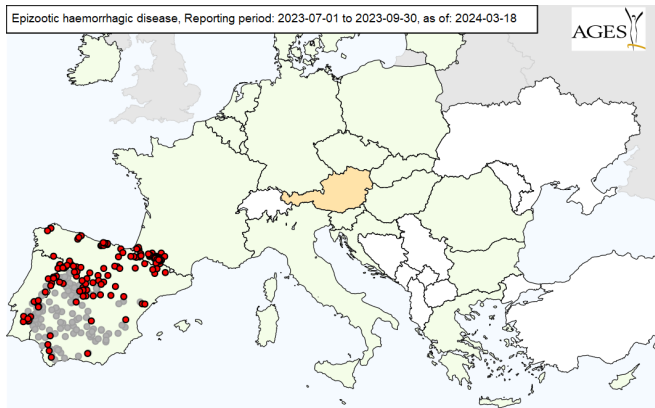 Epizootic haemorrhagic disease, Reporting period: 2023-07-01 to 2023-09-30, as of: 2024-03-18
AGES